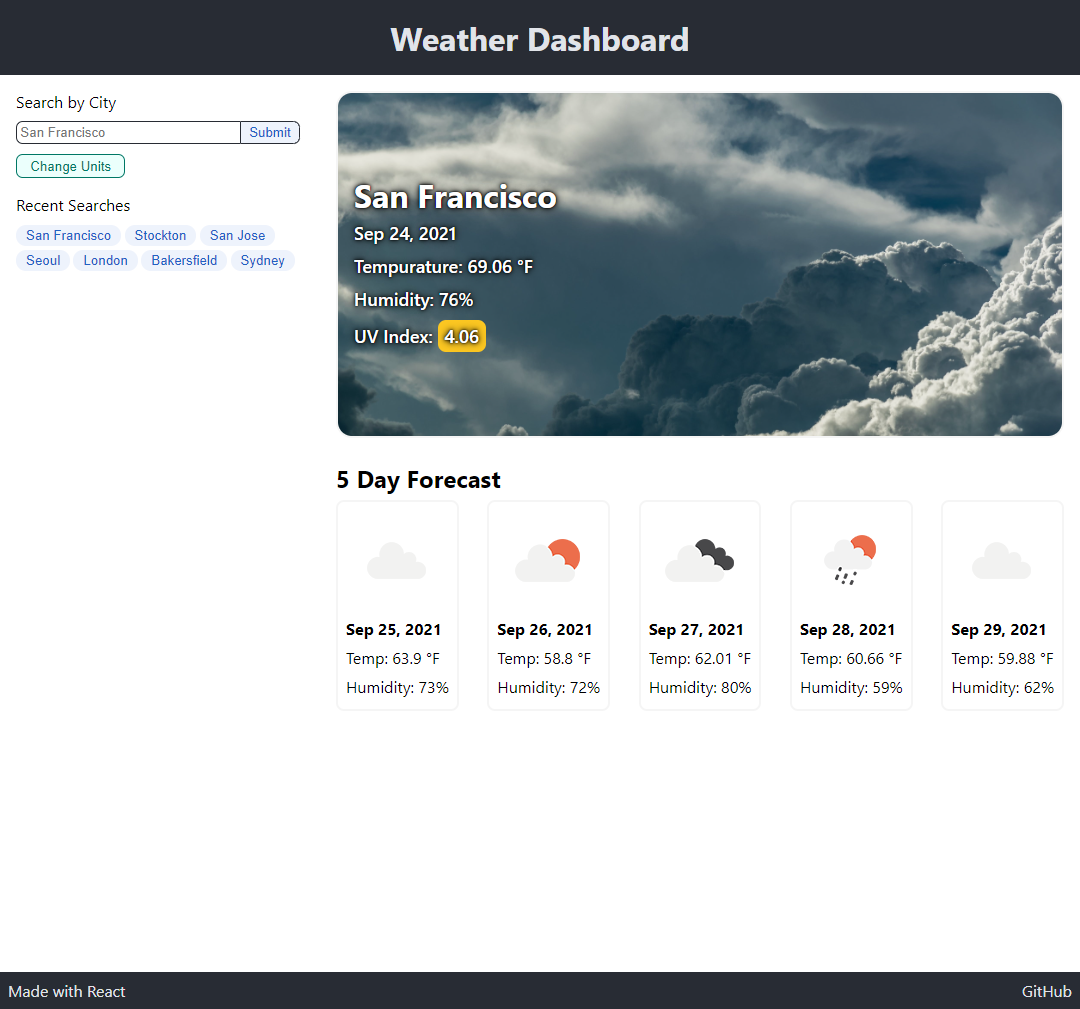 Weather Dashboard
Search by City
San Francisco Submit
Change Units
Recent Searches
San Francisco Stockton San Jose
Seoul London Bakersfield Sydney
San Francisco
Sep 24, 2021
Tempurature: 69.06 °F
Humidity: 76%
UV Index: 4.06
5 Day Forecast
Sep 25, 2021
Temp: 63.9 °F
Humidity: 73%
Sep 26, 2021
Temp: 58.8 °F
Humidity: 72%
Sep 27, 2021
Temp: 62.01 °F
Humidity: 80%
Sep 28, 2021
Temp: 60.66 °F
Humidity: 59%
Sep 29, 2021
Temp: 59.88 °F
Humidity: 62%
Made with React
GitHub